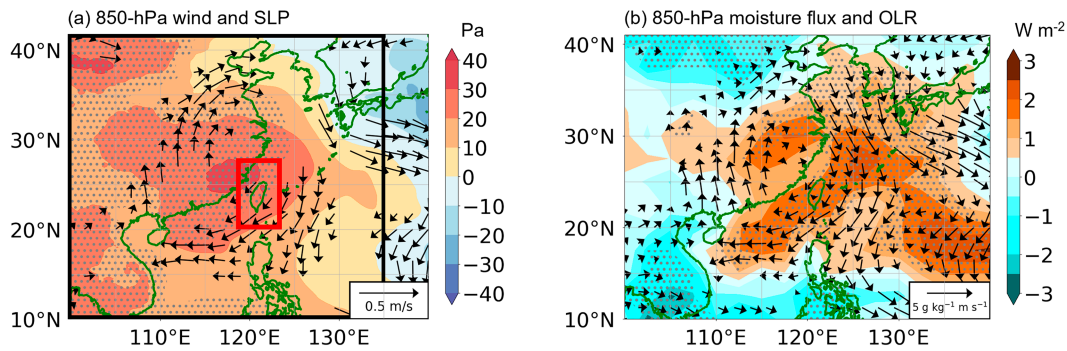 (a) 850-hPa wind and SLP
Pa
40°N
30°N
20°N
10°N
110°E
120°E
130°E
0.5 m/s
40
30
20
10
0
−10
−20
−30
−40
(b) 850-hPa moisture flux and OLR
W m⁻²
40°N
30°N
20°N
10°N
110°E
120°E
130°E
5 g kg⁻¹ m s⁻¹
3
2
1
0
−1
−2
−3